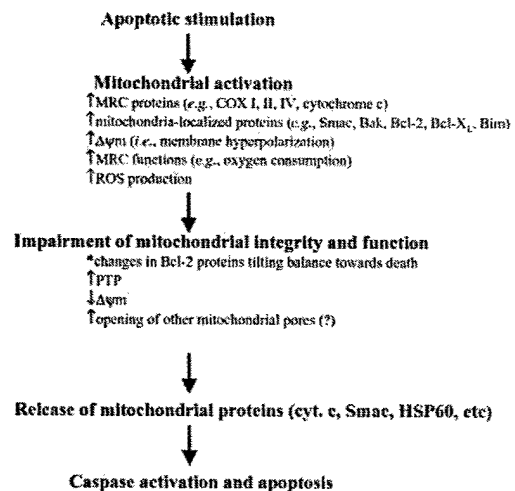 Apoptotic stimulation
Mitochondrial activation
↑MRC proteins (e.g., COX I, II, IV, cytochrome c)
↑mitochondria-localized proteins (e.g., Smac, Bak, Bcl-2, Bcl-X_L, Bim)
↑Δψm (i.e., membrane hyperpolarization)
↑MRC functions (e.g., oxygen consumption)
↑ROS production
Impairment of mitochondrial integrity and function
*changes in Bcl-2 proteins tilting balance towards death
↑PTP
↓Δψm
↑opening of other mitochondrial pores (?)
Release of mitochondrial proteins (cyt. c, Smac, HSP60, etc)
Caspase activation and apoptosis